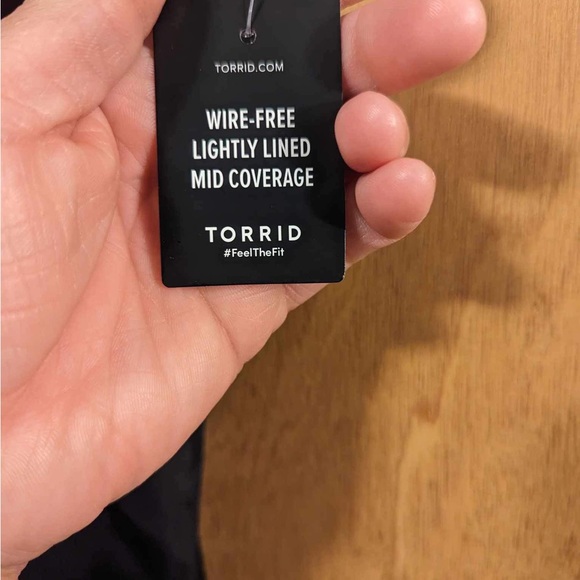 TORRID.COM
WIRE-FREE
LIGHTLY LINED
MID COVERAGE
TORRID
#FeelTheFit